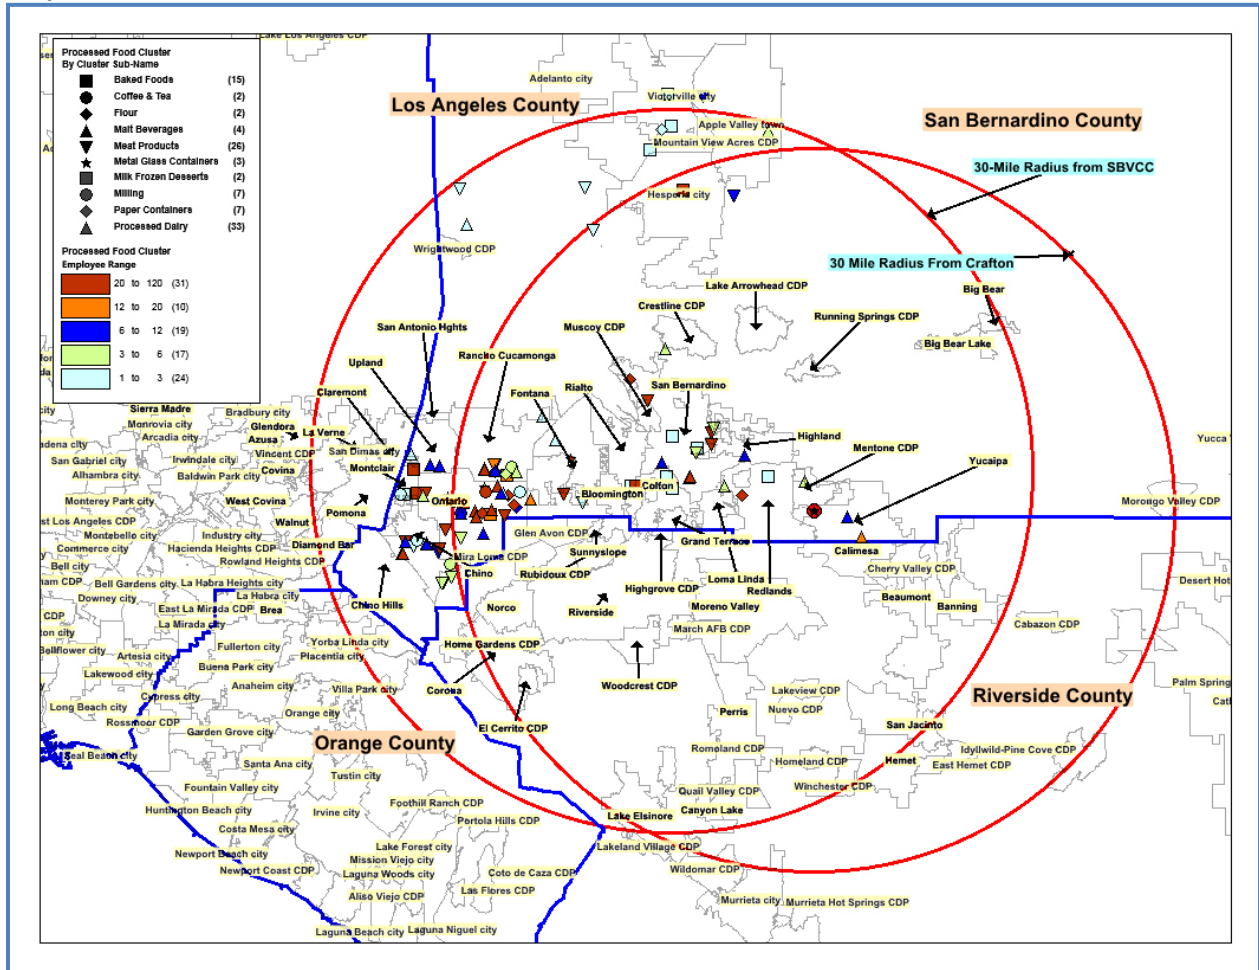 Lake Los Angeles CDP
Processed Food Cluster
By Cluster Sub-Name
Baked Foods (15)
Coffee & Tea (2)
Flour (2)
Malt Beverages (4)
Meat Products (26)
Metal Glass Containers (3)
Milk Frozen Desserts (2)
Milling (7)
Paper Containers (7)
Processed Dairy (33)
Processed Food Cluster
Employee Range
20 to 120 (31)
12 to 20 (10)
6 to 12 (19)
3 to 6 (17)
1 to 3 (24)
Adelanto city
Victorville city
Los Angeles County
San Bernardino County
Apple Valley town
Mountain View Acres CDP
30-Mile Radius from SBVCC
Hesperia city
Wrightwood CDP
30 Mile Radius From Crafton
Lake Arrowhead CDP
Big Bear
Crestline CDP
Running Springs CDP
San Antonio Hghts
Muscoy CDP
Big Bear Lake
Upland
Rancho Cucamonga
Rialto
San Bernardino
Claremont
Fontana
Sierra Madre
Bradbury city
Monrovia city
Glendora
La Verne
Arcadia city
Azusa
Highland
Yucca
San Dimas city
Vincent CDP
Mentone CDP
San Gabriel city
Irwindale city
Yucaipa
Covina
Montclair
Alhambra city
Baldwin Park city
Colton
Bloomington
Monterey Park city
West Covina
Ontario
Morongo Valley CDP
Pomona
st Los Angeles CDP
Walnut
Montebello city
Industry city
Glen Avon CDP
Grand Terrace
Commerce city
Hacienda Heights CDP
Diamond Bar
Sunnyslope
Calimesa
Rowland Heights CDP
Mira Loma CDP
Bell city
Cherry Valley CDP
Chino
Rubidoux CDP
Loma Linda
Desert Hot
Bell Gardens city
La Habra Heights city
Highgrove CDP
Redlands
Downey city
La Habra city
Beaumont
CDP
East La Mirada CDP
Brea
Chino Hills
Norco
Riverside
Moreno Valley
Banning
La Mirada city
Cabazon CDP
March AFB CDP
Fullerton city
Yorba Linda city
Home Gardens CDP
Bellflower city
Artesia city
Placentia city
Buena Park city
Lakewood city
Palm Spring
Anaheim city
Villa Park city
Corona
Woodcrest CDP
Lakeview CDP
Riverside County
Cypress city
Long Beach city
Nuevo CDP
Orange city
Perris
Rossmoor CDP
El Cerrito CDP
San Jacinto
Garden Grove city
Orange County
Romoland CDP
Idyllwild-Pine Cove CDP
Seal Beach city
Santa Ana city
Homeland CDP
Hemet
East Hemet CDP
Tustin city
Fountain Valley city
Winchester CDP
Quail Valley CDP
Foothill Ranch CDP
Huntington Beach city
Irvine city
Canyon Lake
Lake Elsinore
Portola Hills CDP
Costa Mesa city
Lake Forest city
Lakeland Village CDP
Newport Beach city
Mission Viejo city
Newport Coast CDP
Laguna Woods city
Coto de Caza CDP
Wildomar CDP
Las Flores CDP
Aliso Viejo CDP
Murrieta city
Murrieta Hot Springs CDP
Laguna Beach city
Laguna Niguel city